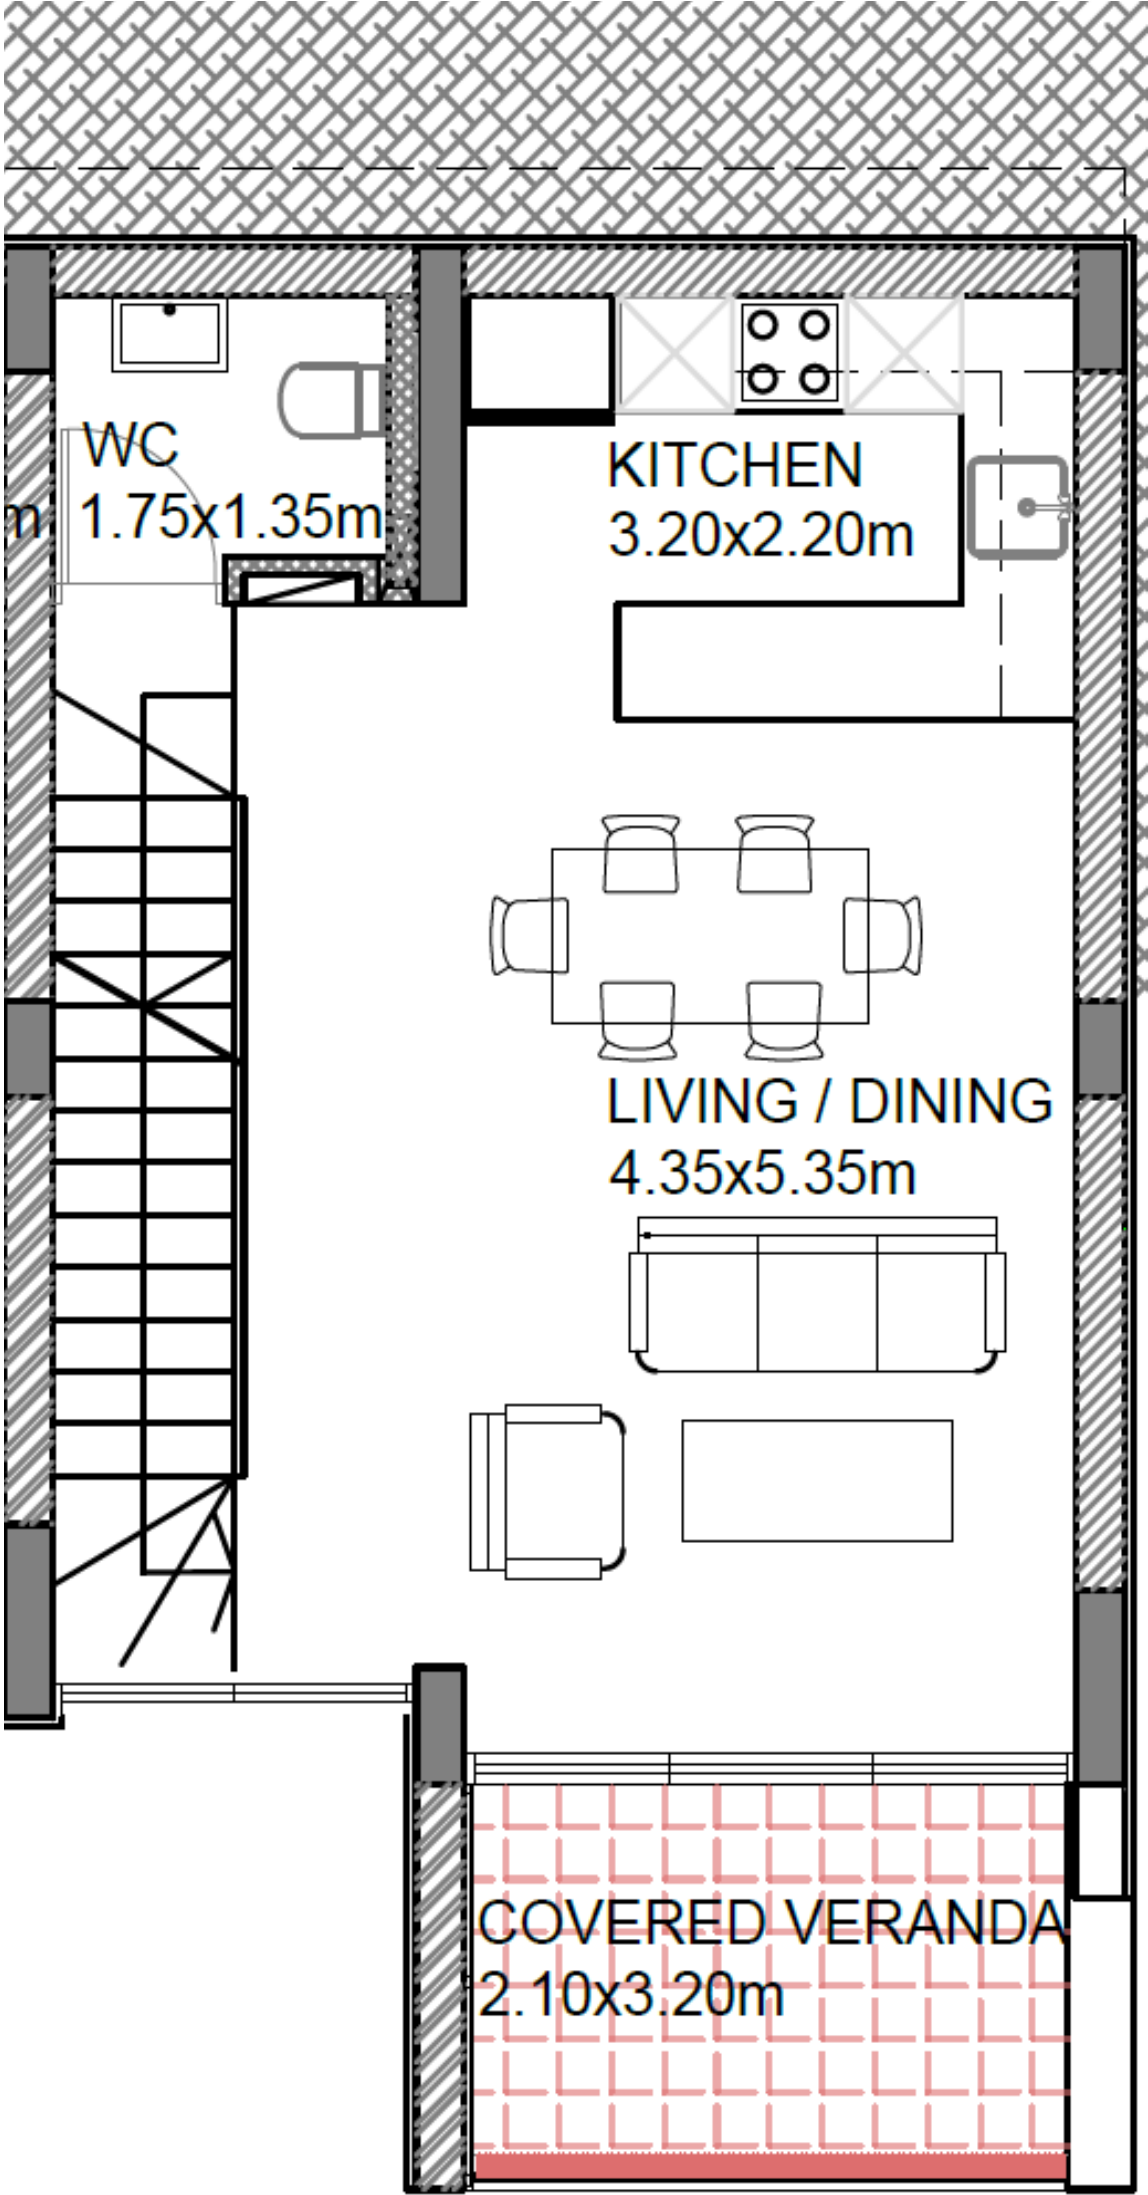 WC
m 1.75x1.35m
KITCHEN
3.20x2.20m
LIVING / DINING
4.35x5.35m
COVERED VERANDA
2.10x3.20m